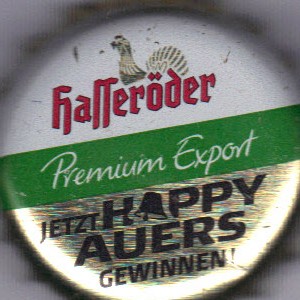 Hasseröder
Premium Export
JETZT HAPPY
AUERS
GEWINNEN!